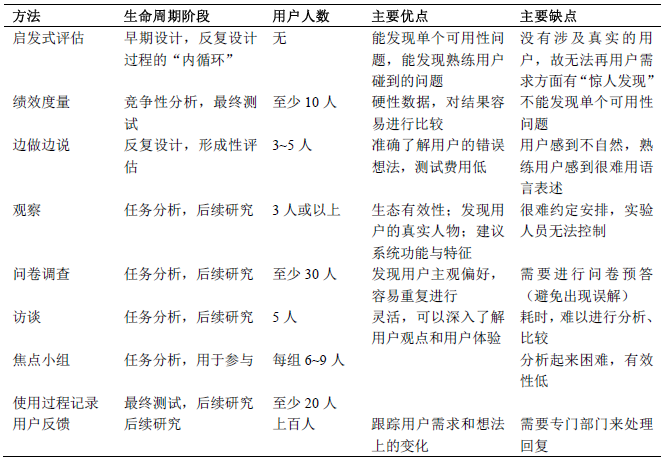 方法 生命周期阶段 用户人数 主要优点 主要缺点
启发式评估 早期设计，反复设计 无 能发现单个可用性问 没有涉及真实的用
过程的“内循环” 题，能发现熟练用户 户，故无法再用户需
碰到的问题 求方面有“惊人发现”
绩效度量 竞争性分析，最终测 至少 10 人 硬性数据，对结果容 不能发现单个可用性
试 易进行比较 问题
边做边说 反复设计，形成性评 3~5 人 准确了解用户的错误 用户感到不自然，熟
估 想法，测试费用低 练用户感到很难用语
言表述
观察 任务分析，后续研究 3 人或以上 生态有效性；发现用 很难约定安排，实验
户的真实人物；建议 人员无法控制
系统功能与特征
问卷调查 任务分析，后续研究 至少 30 人 发现用户主观偏好， 需要进行问卷预答
容易重复进行 （避免出现误解）
访谈 任务分析，后续研究 5 人 灵活，可以深入了解 耗时，难以进行分析、
用户观点和用户体验 比较
焦点小组 任务分析，用于参与 每组 6~9 人 分析起来困难，有效
性低
使用过程记录 最终测试，后续研究 至少 20 人
用户反馈 后续研究 上百人 跟踪用户需求和想法 需要专门部门来处理
上的变化 回复